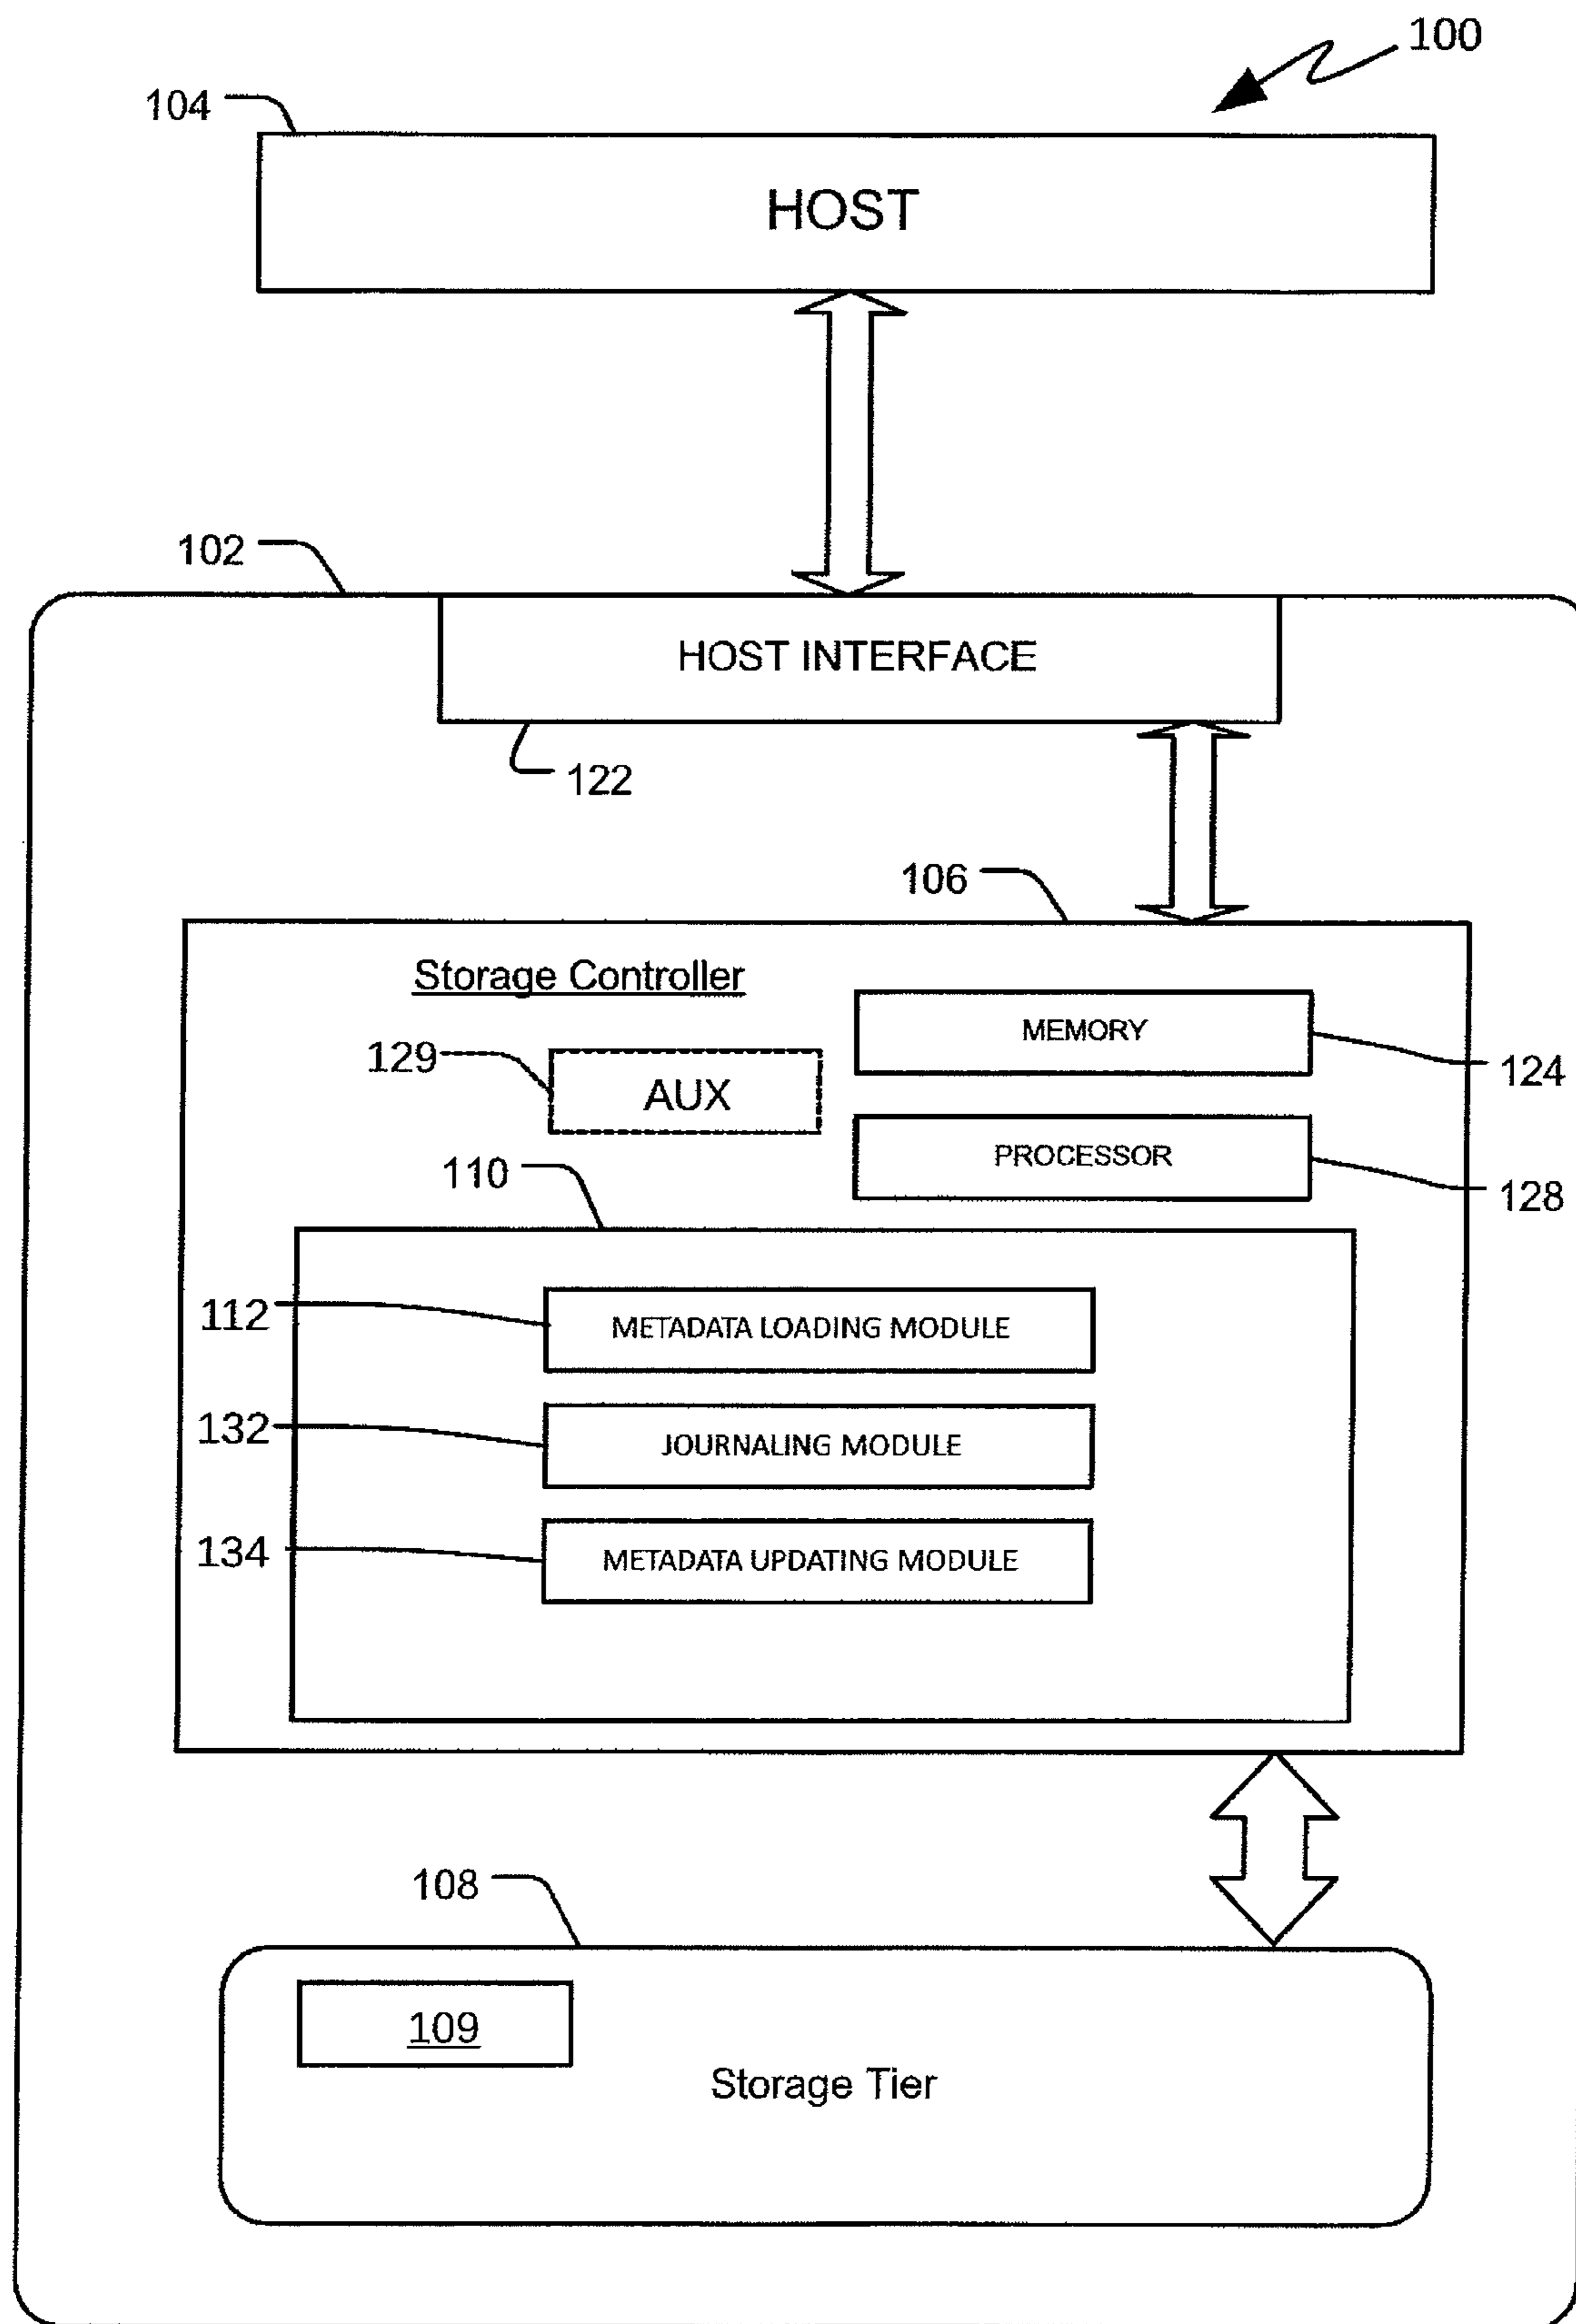 100
104
HOST
102
HOST INTERFACE
122
106
Storage Controller
MEMORY
129
AUX
124
PROCESSOR
110
128
112
METADATA LOADING MODULE
132
JOURNALING MODULE
134
METADATA UPDATING MODULE
108
109
Storage Tier